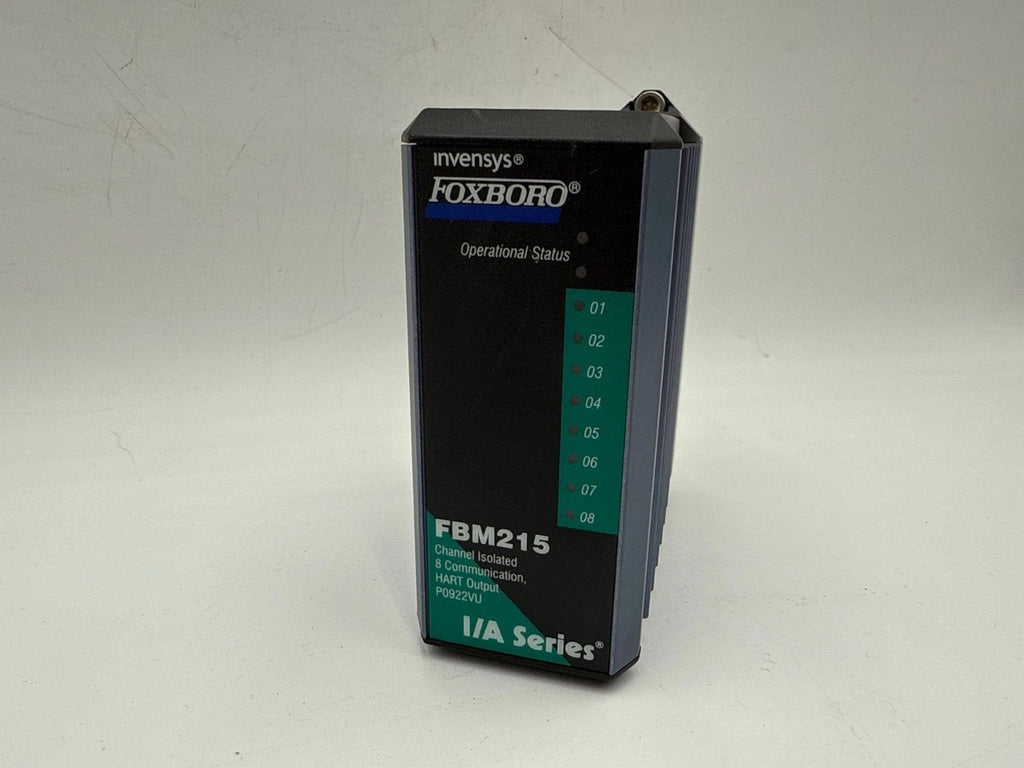 invensys®
FOXBORO®
Operational Status
01
02
03
04
05
06
07
08
FBM215
Channel Isolated
8 Communication,
HART Output
P0922VU
I/A Series®